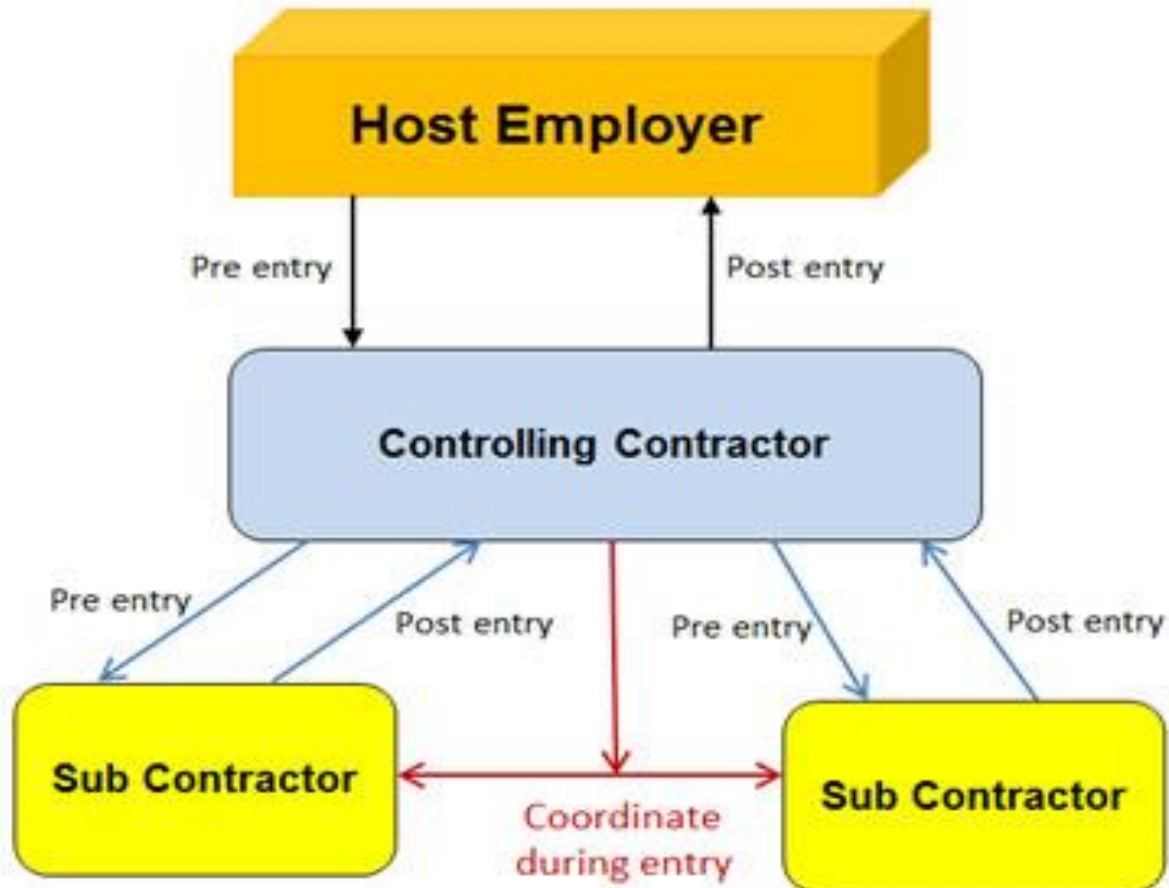 Host Employer
Pre entry
Post entry
Controlling Contractor
Pre entry
Post entry
Pre entry
Post entry
Sub Contractor
Sub Contractor
Coordinate
during entry